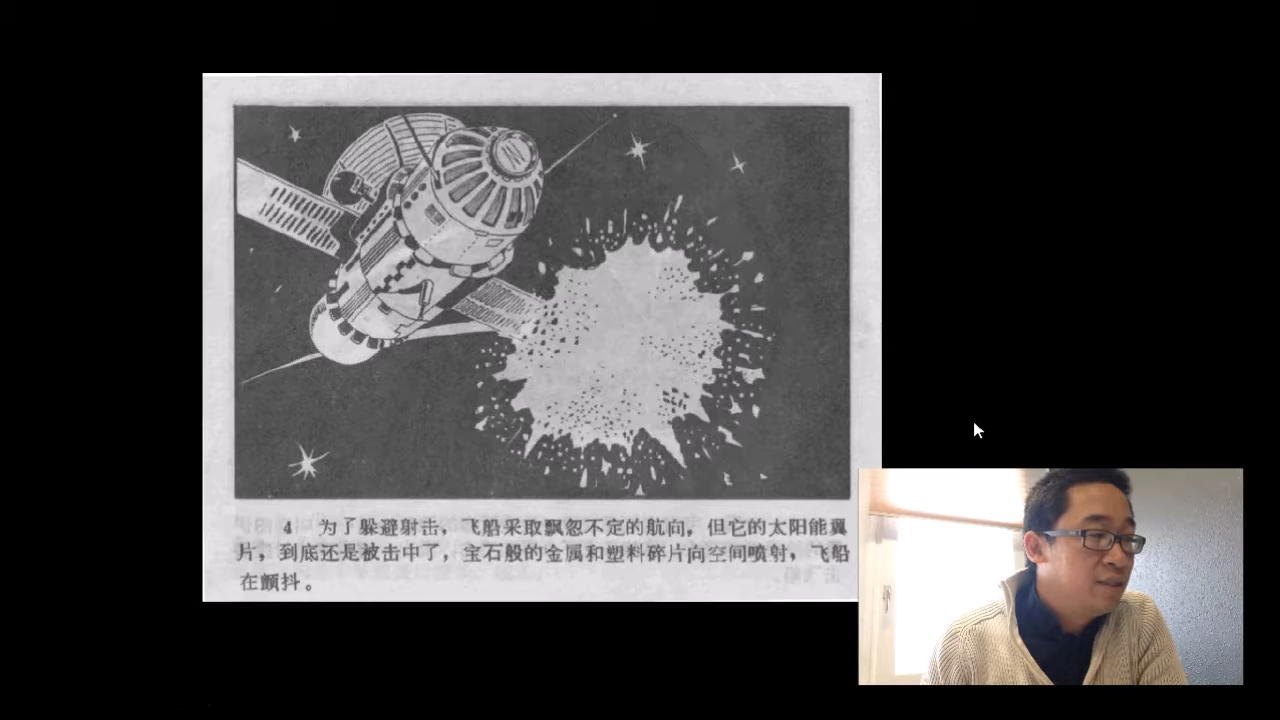 4 为了躲避射击，飞船采取飘忽不定的航向，但它的太阳能翼
片，到底还是被击中了，宝石般的金属和塑料碎片向空间喷射，飞船
在颤抖。